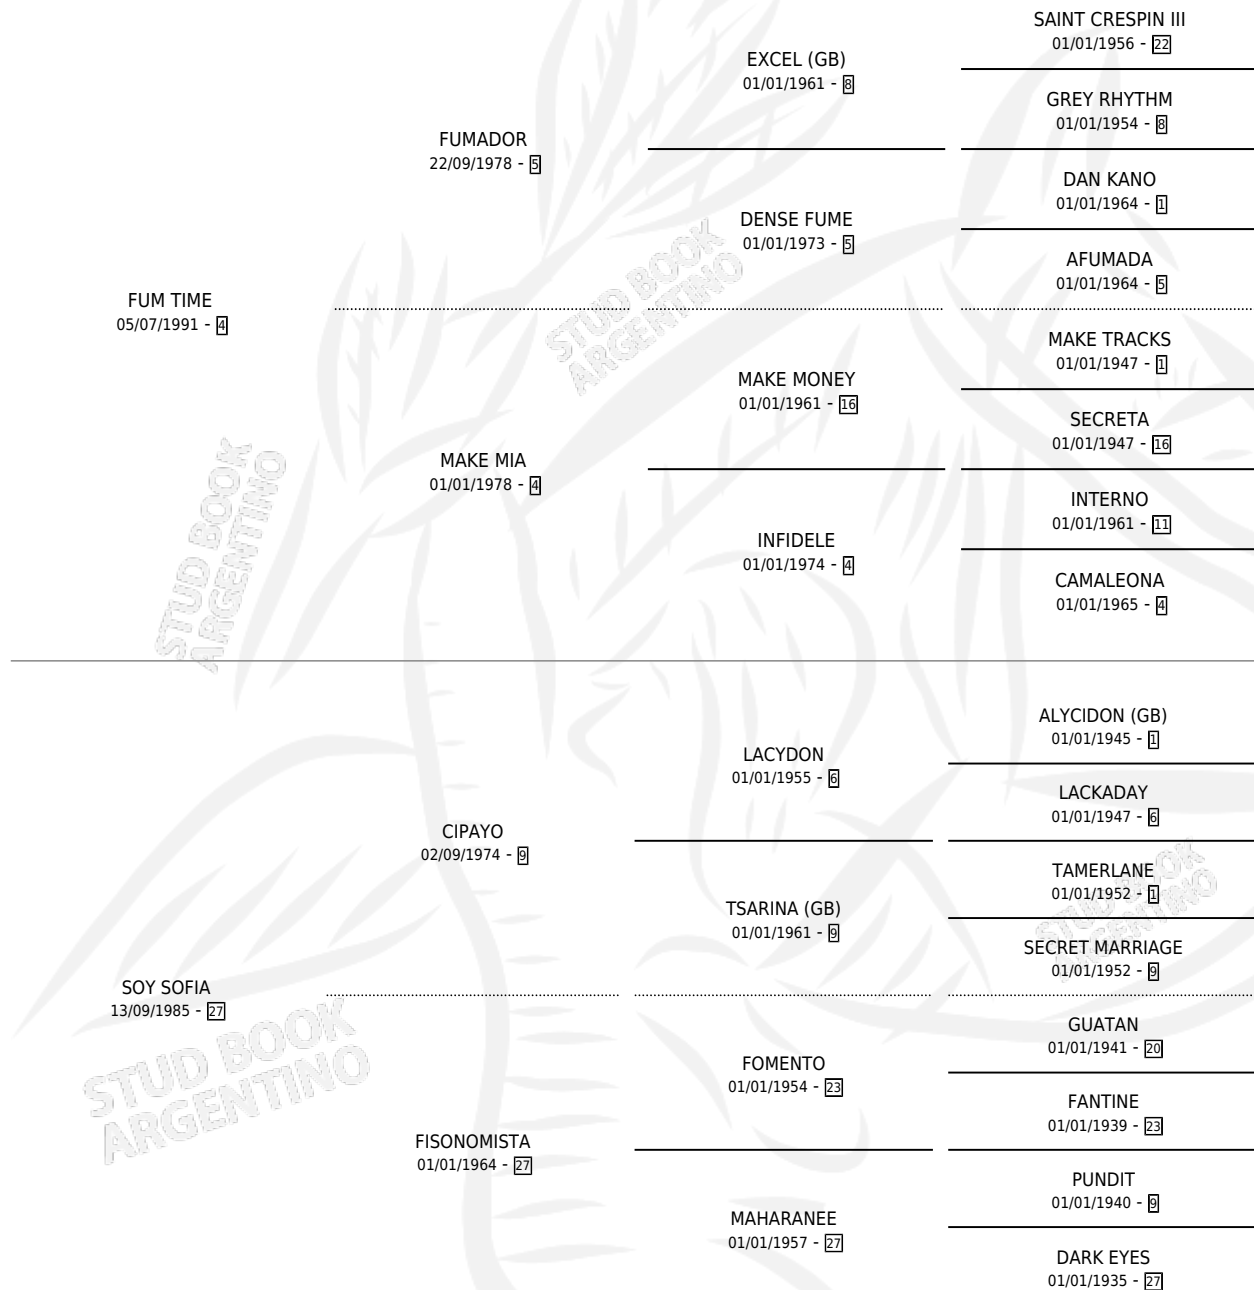 SAINT CRESPIN III
01/01/1956 - 22
EXCEL (GB)
01/01/1961 - 8
GREY RHYTHM
01/01/1954 - 8
FUMADOR
22/09/1978 - 5
DAN KANO
01/01/1964 - 1
DENSE FUME
01/01/1973 - 5
AFUMADA
01/01/1964 - 5
STUD BOOK
ARGENTINO
FUM TIME
05/07/1991 - 4
MAKE TRACKS
01/01/1947 - 1
MAKE MONEY
01/01/1961 - 16
SECRETA
01/01/1947 - 16
MAKE MIA
01/01/1978 - 4
INTERNO
01/01/1961 - 11
INFIDELE
01/01/1974 - 4
CAMALEONA
01/01/1965 - 4
STUD BOOK
ARGENTINO
ALYCIDON (GB)
01/01/1945 - 1
LACYDON
01/01/1955 - 6
LACKADAY
01/01/1947 - 6
CIPAYO
02/09/1974 - 9
TAMERLANE
01/01/1952 - 1
TSARINA (GB)
01/01/1961 - 9
SECRET MARRIAGE
01/01/1952 - 9
STUD BOOK
ARGENTINO
SOY SOFIA
13/09/1985 - 27
GUATAN
01/01/1941 - 20
FOMENTO
01/01/1954 - 23
FANTINE
01/01/1939 - 23
FISONOMISTA
01/01/1964 - 27
PUNDIT
01/01/1940 - 9
MAHARANEE
01/01/1957 - 27
DARK EYES
01/01/1935 - 27
STUD BOOK
ARGENTINO